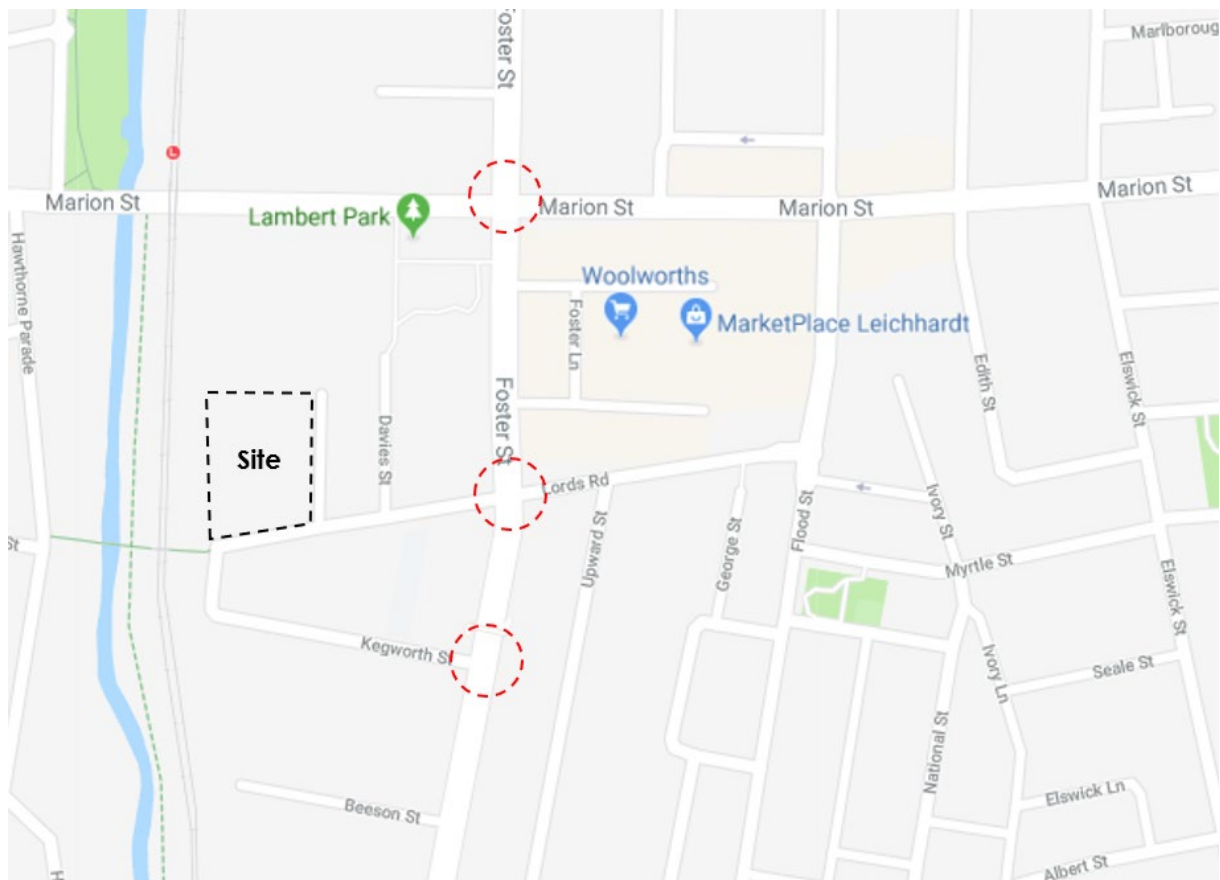 Foster St
Marlboroug
L
Marion St
Lambert Park
Marion St
Marion St
Marion St
Hawthorne Parade
Woolworths
Foster Ln
MarketPlace Leichhardt
Edith St
Elswick St
Foster St
Davies St
Site
Lords Rd
Ivory St
Upward St
George St
Flood St
St
Myrtle St
Elswick St
Kegworth St
Ivory Ln
Seale St
National St
Beeson St
Elswick Ln
Albert St
H